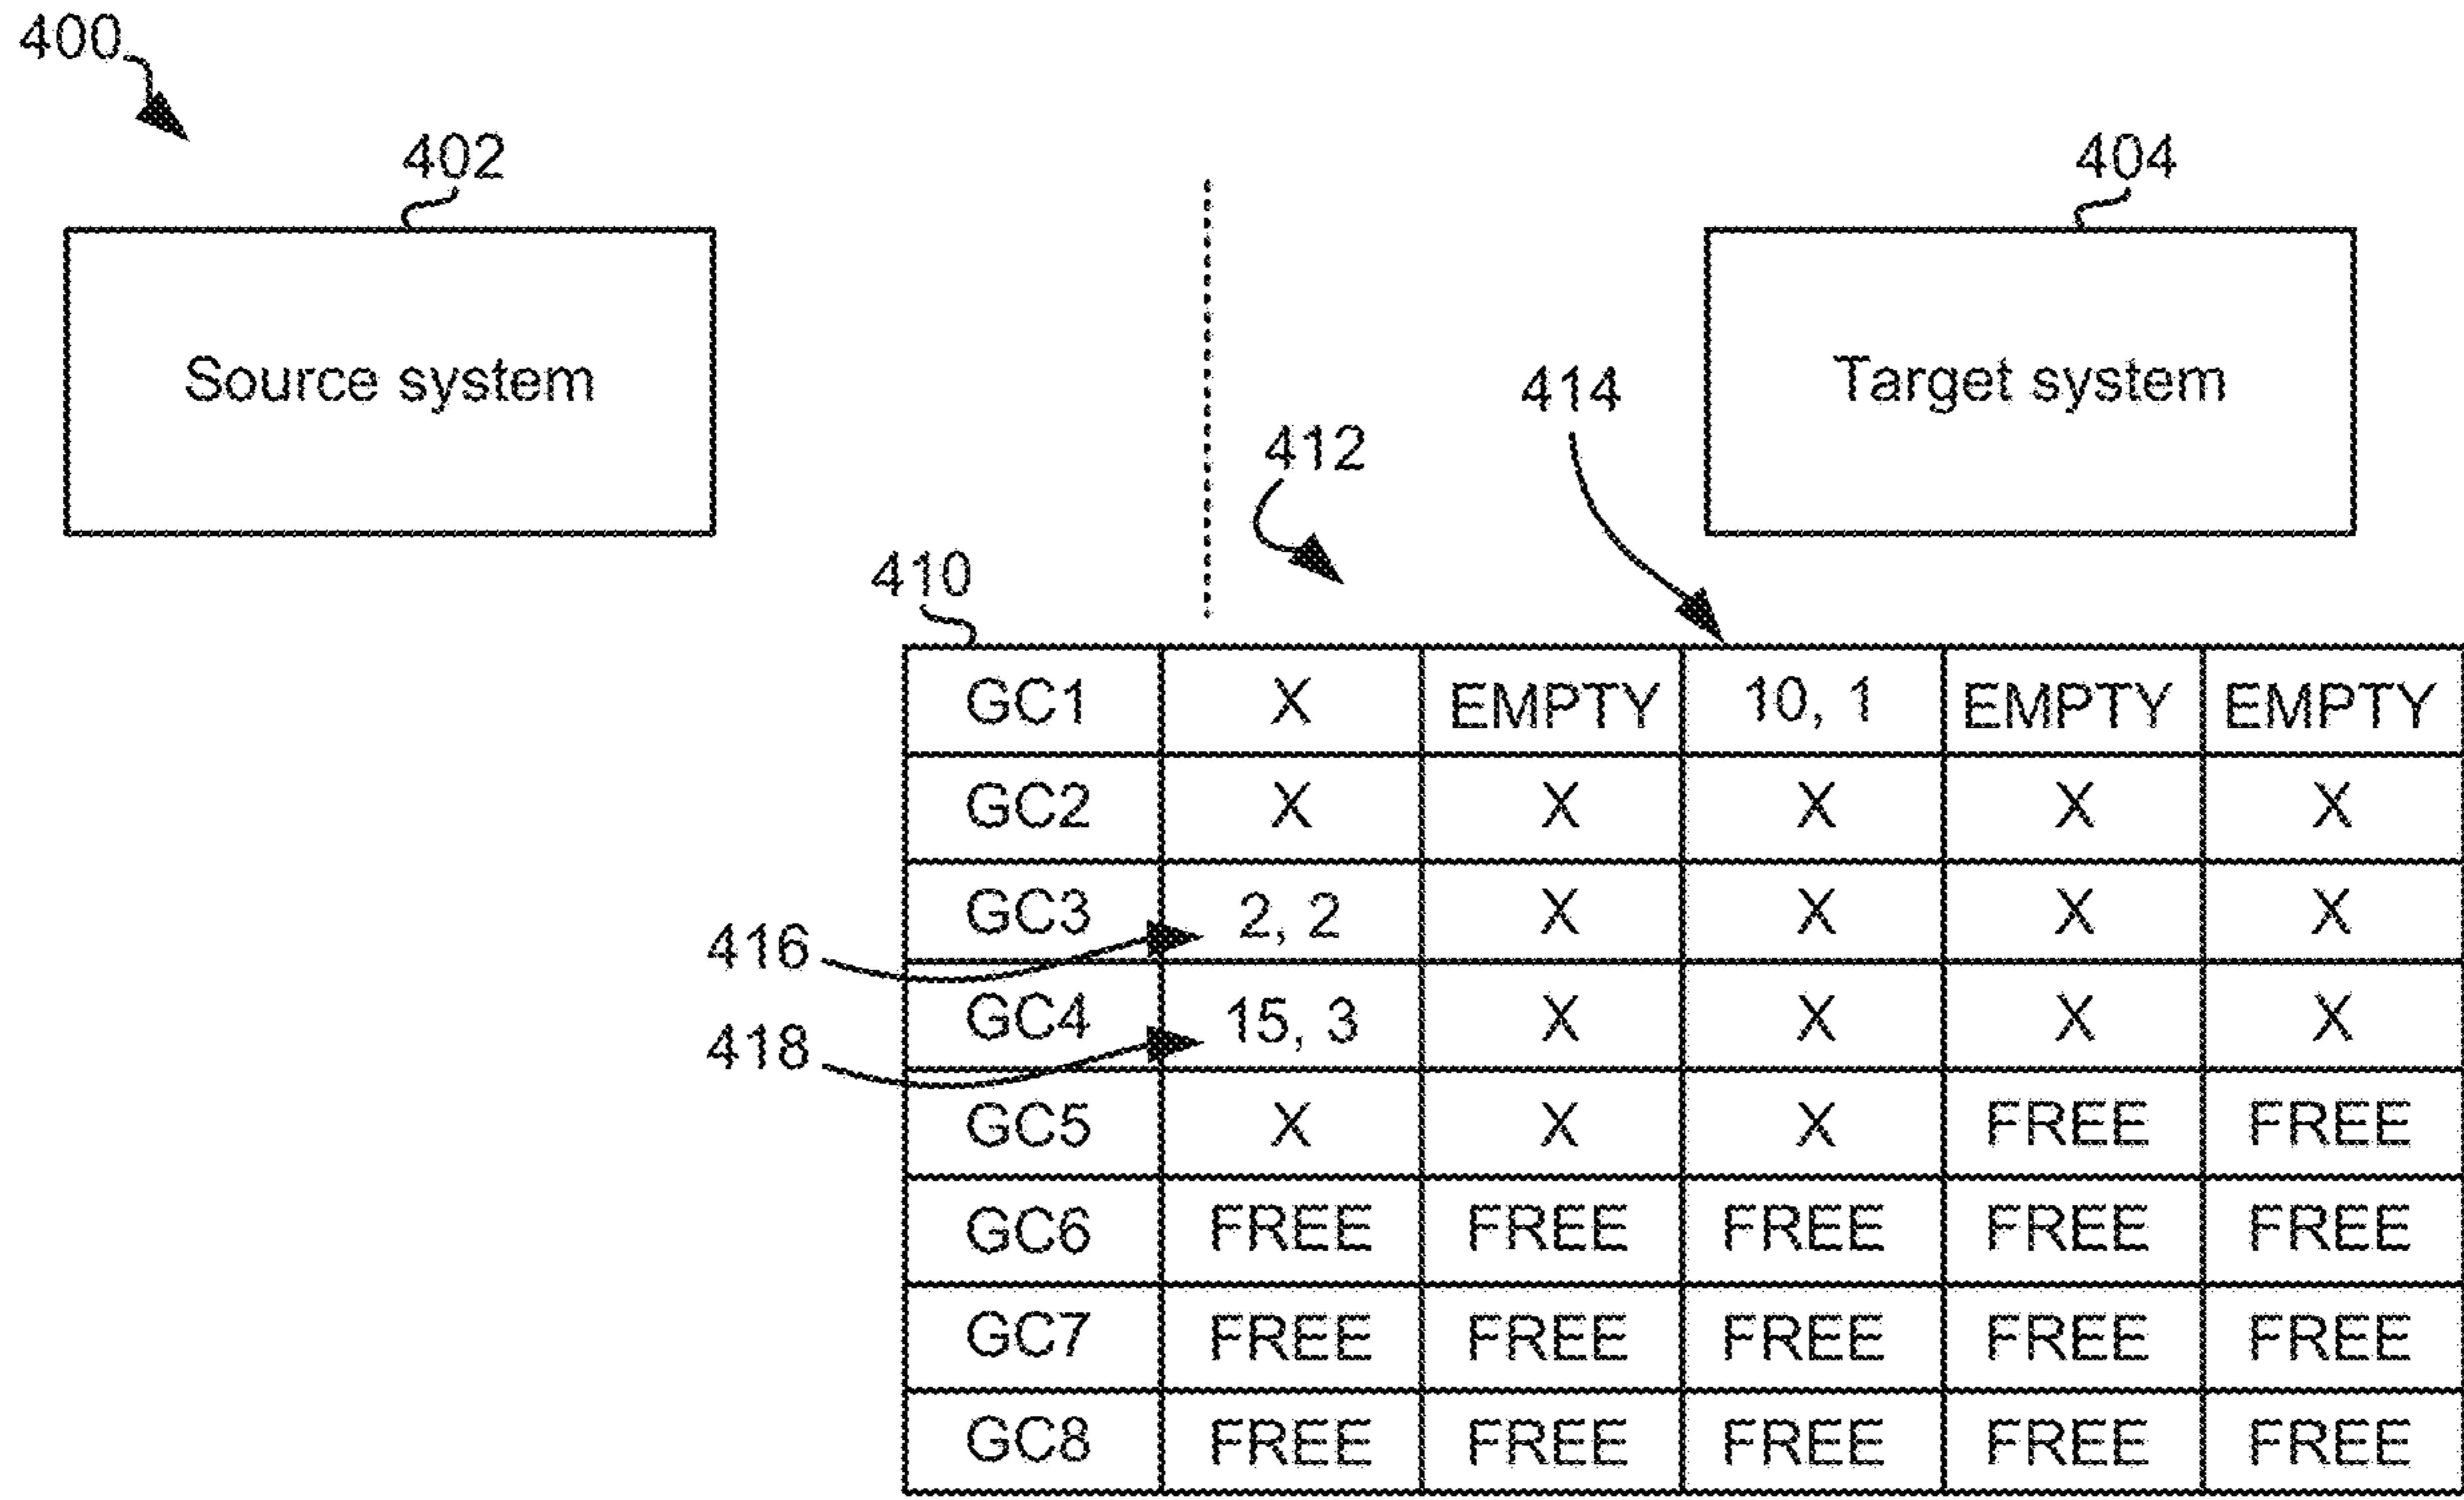 400
402
404
Source system
Target system
414
412
410
GC1 X EMPTY 10, 1 EMPTY EMPTY
GC2 X X X X X
GC3 2, 2 X X X X
416
GC4 15, 3 X X X X
418
GC5 X X X FREE FREE
GC6 FREE FREE FREE FREE FREE
GC7 FREE FREE FREE FREE FREE
GC8 FREE FREE FREE FREE FREE